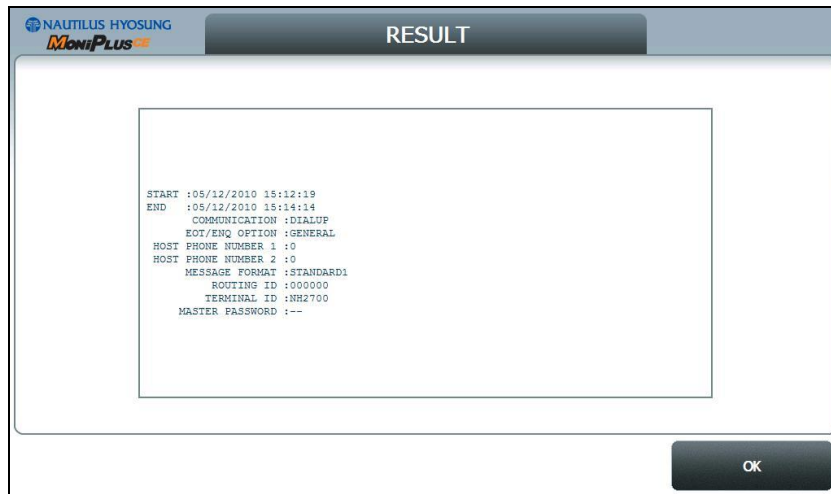 NAUTILUS HYOSUNG
MoniPlusCE
RESULT
START :05/12/2010 15:12:19
END :05/12/2010 15:14:14
COMMUNICATION :DIALUP
EOT/ENQ OPTION :GENERAL
HOST PHONE NUMBER 1 :0
HOST PHONE NUMBER 2 :0
MESSAGE FORMAT :STANDARD1
ROUTING ID :000000
TERMINAL ID :NH2700
MASTER PASSWORD :--
OK